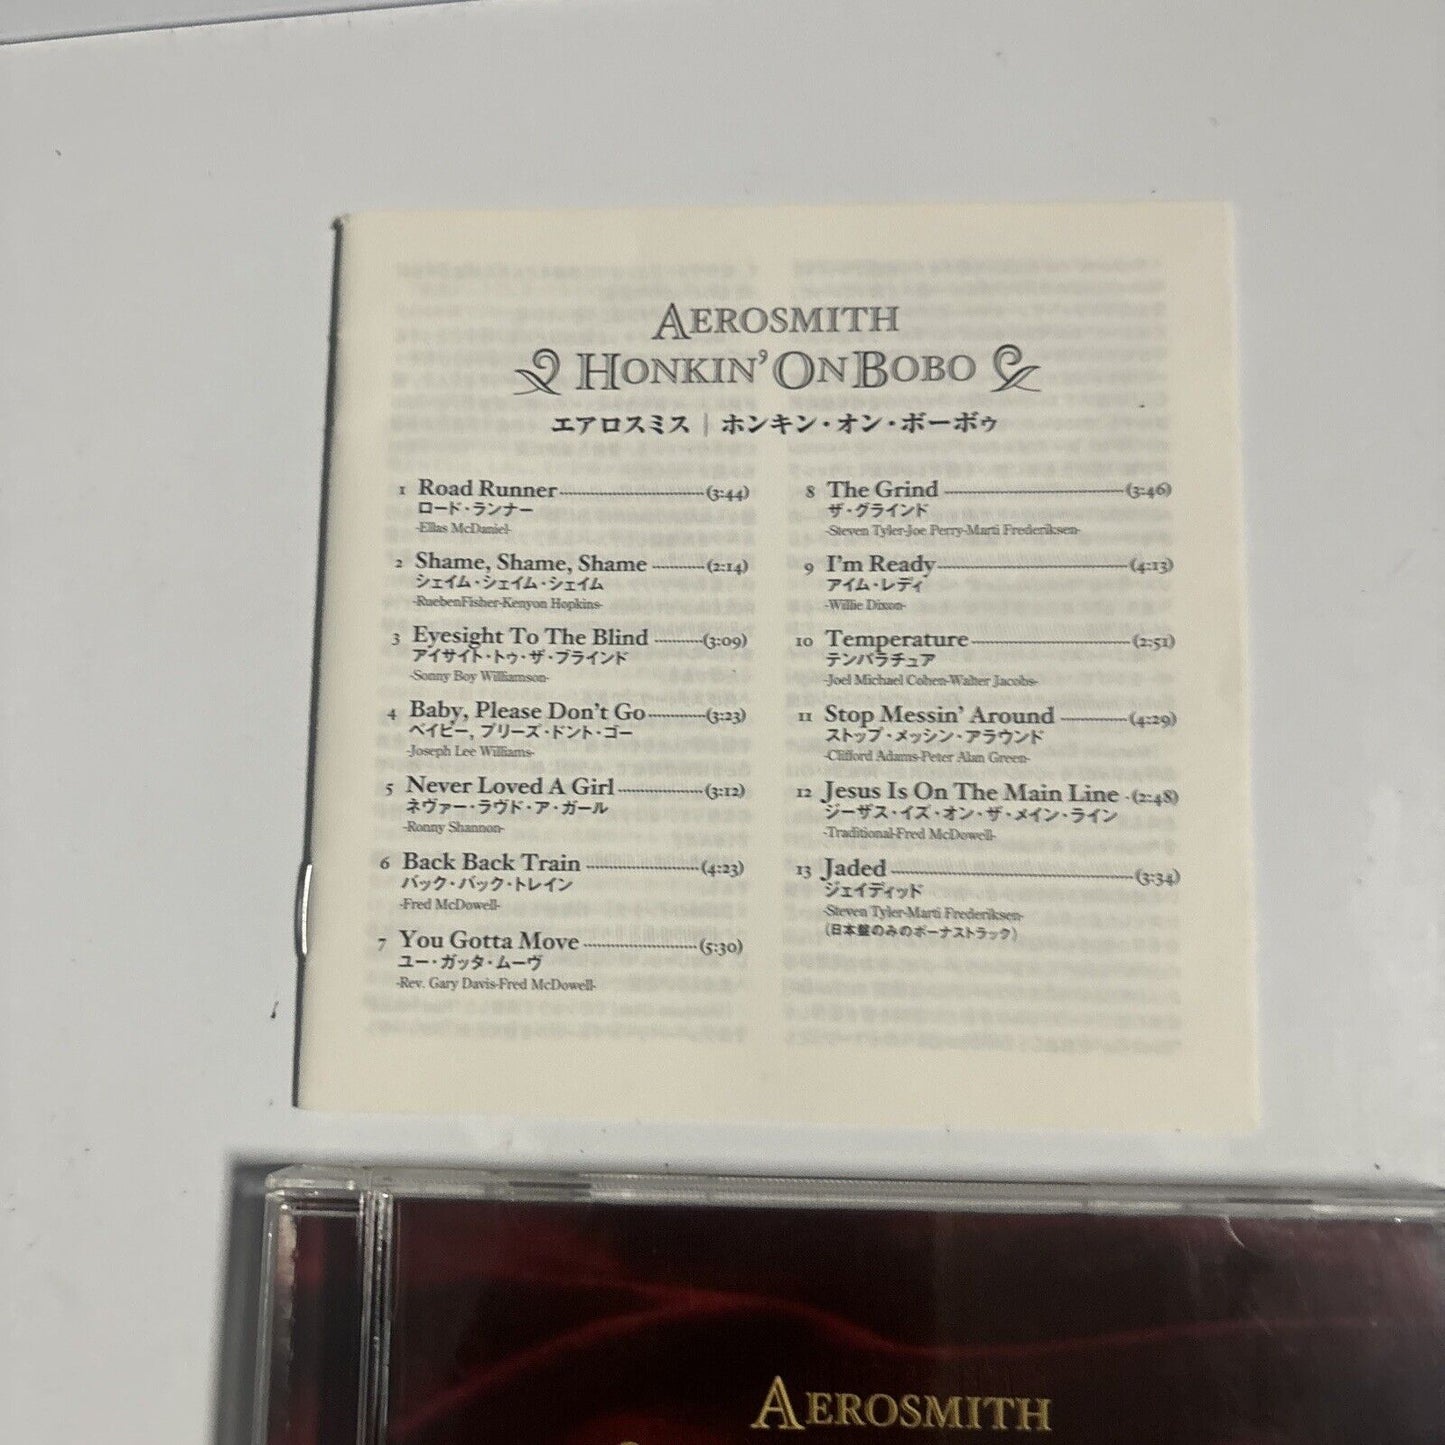 AEROSMITH
HONKIN' ON BOBO
エアロスミス | ホンキン・オン・ボーボゥ
1 Road Runner (3:44)
ロード・ランナー
-Ellas McDaniel-
2 Shame, Shame, Shame (2:14)
シェイム・シェイム・シェイム
-RuebenFisher-Kenyon Hopkins-
3 Eyesight To The Blind (3:09)
アイサイト・トゥ・ザ・ブラインド
-Sonny Boy Williamson-
4 Baby, Please Don't Go (3:23)
ベイビー, プリーズ・ドント・ゴー
-Joseph Lee Williams-
5 Never Loved A Girl (3:12)
ネヴァー・ラヴド・ア・ガール
-Ronny Shannon-
6 Back Back Train (4:23)
バック・バック・トレイン
-Fred McDowell-
7 You Gotta Move (5:30)
ユー・ガッタ・ムーヴ
-Rev. Gary Davis-Fred McDowell-
8 The Grind (3:46)
ザ・グラインド
-Steven Tyler-Joe Perry-Marti Frederiksen-
9 I'm Ready (4:13)
アイム・レディ
-Willie Dixon-
10 Temperature (2:51)
テンパラチュア
-Joel Michael Cohen-Walter Jacobs-
11 Stop Messin' Around (4:29)
ストップ・メッシン・アラウンド
-Clifford Adams-Peter Alan Green-
12 Jesus Is On The Main Line (2:48)
ジーザス・イズ・オン・ザ・メイン・ライン
-Traditional-Fred McDowell-
13 Jaded (3:34)
ジェイディッド
-Steven Tyler-Marti Frederiksen-
(日本盤のみのボーナストラック)
AEROSMITH